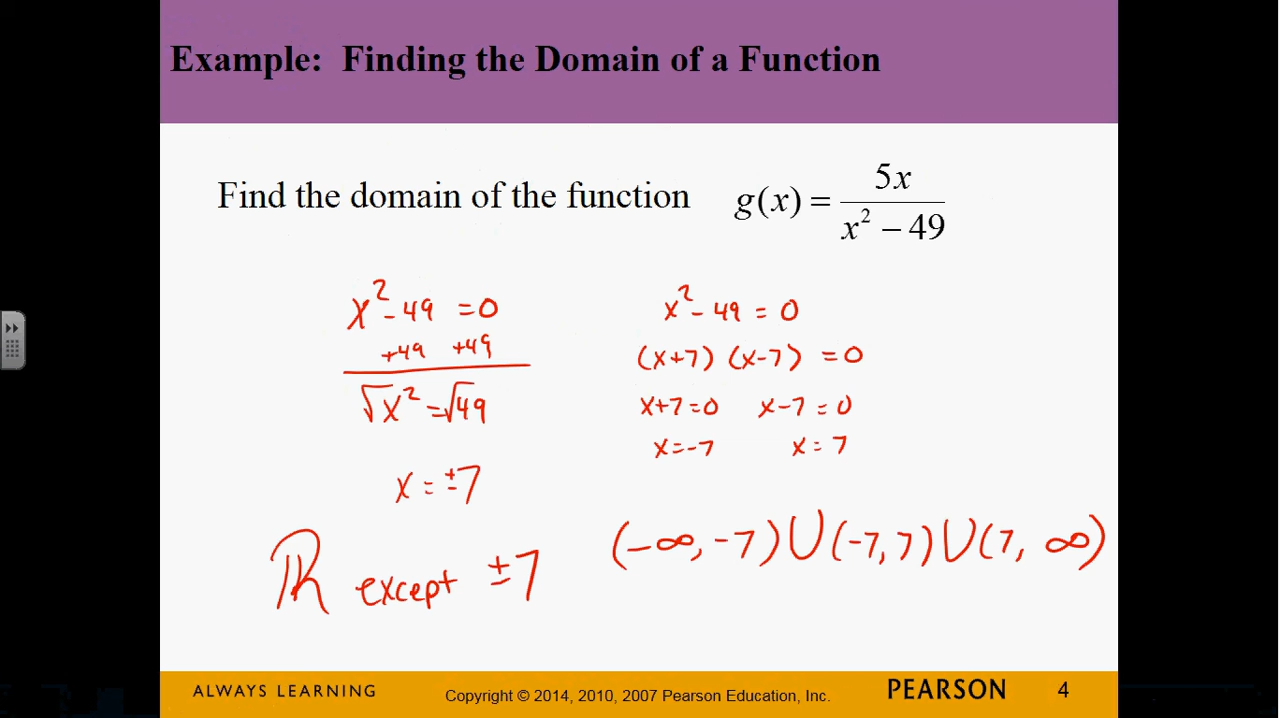 Example: Finding the Domain of a Function
Find the domain of the function g(x) = 5x / (x² − 49)
x² - 49 = 0
+49 +49
√x² = √49
x = ±7
ℝ except ±7
x² - 49 = 0
(x+7) (x-7) = 0
x+7=0 x-7=0
x=-7 x=7
(-∞, -7) ∪ (-7, 7) ∪ (7, ∞)
ALWAYS LEARNING
Copyright © 2014, 2010, 2007 Pearson Education, Inc.
PEARSON
4